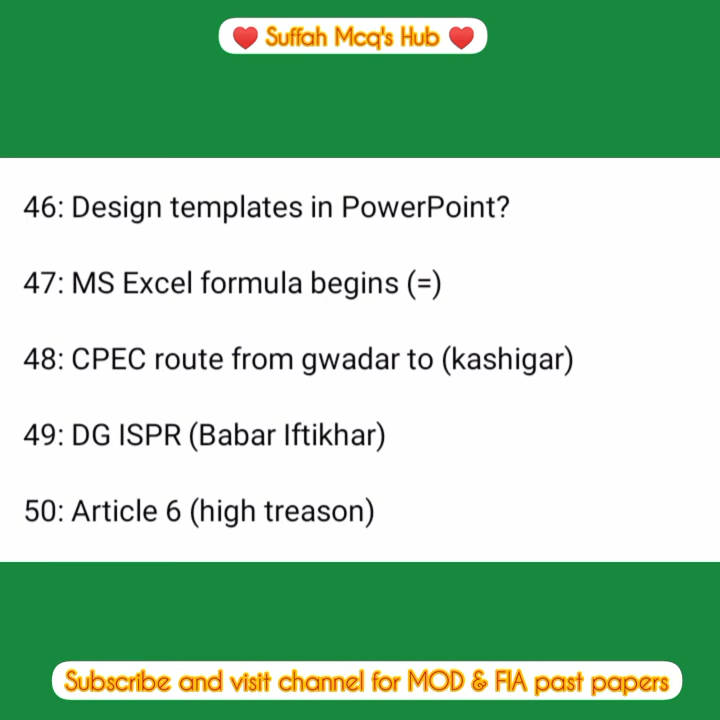 ❤️ Suffah Mcq's Hub ❤️
46: Design templates in PowerPoint?
47: MS Excel formula begins (=)
48: CPEC route from gwadar to (kashigar)
49: DG ISPR (Babar Iftikhar)
50: Article 6 (high treason)
Subscribe and visit channel for MOD & FIA past papers